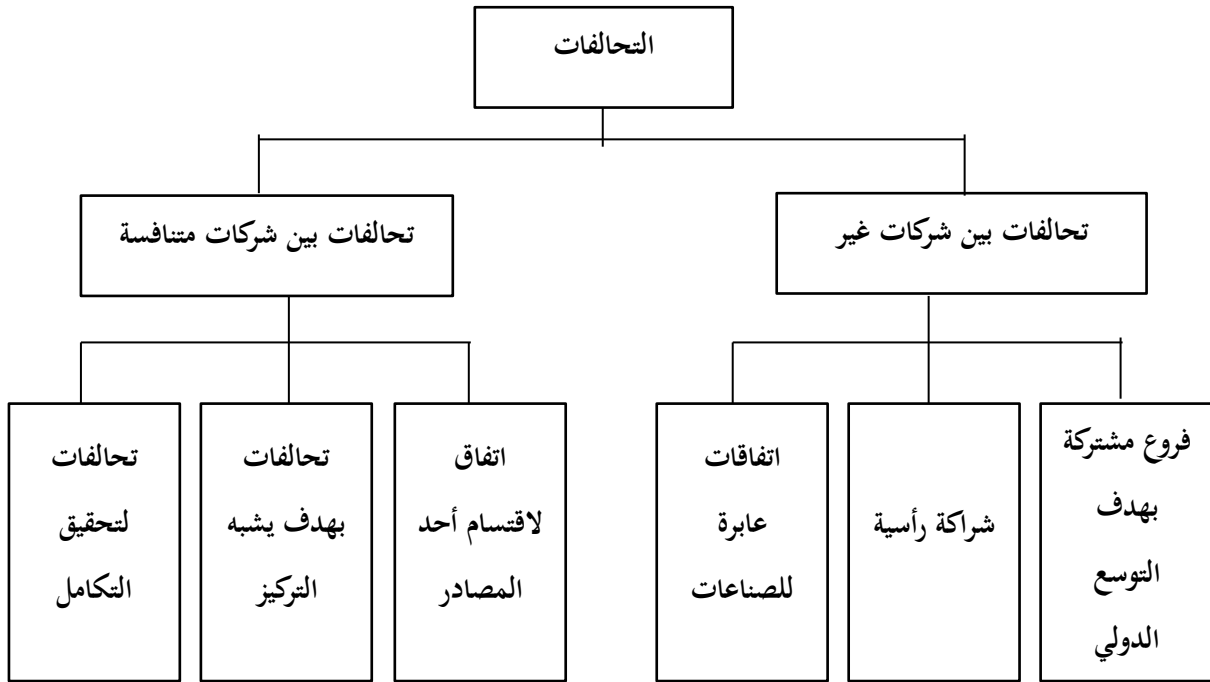 التحالفات
تحالفات بين شركات غير
تحالفات بين شركات متنافسة
فروع مشتركة
بهدف
التوسع
الدولي
شراكة رأسية
اتفاقات
عابرة
للصناعات
اتفاق
لاقتسام أحد
المصادر
تحالفات
بهدف يشبه
التركيز
تحالفات
لتحقيق
التكامل